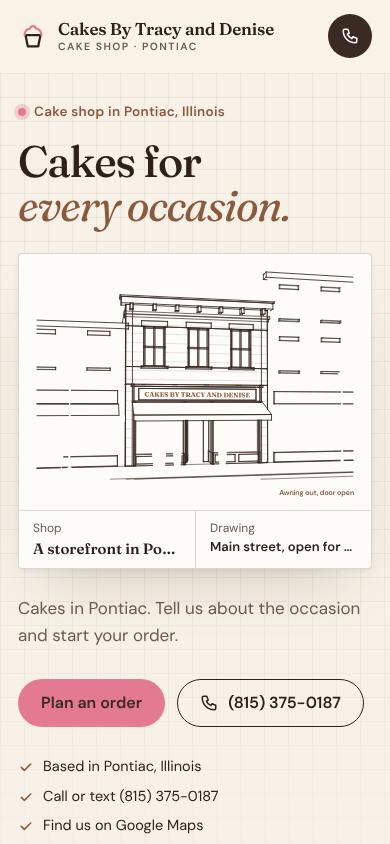 Cakes By Tracy and Denise
CAKE SHOP · PONTIAC
Cake shop in Pontiac, Illinois
Cakes for
every occasion.
CAKES BY TRACY AND DENISE
Awning out, door open
Shop
A storefront in Po...
Drawing
Main street, open for ...
Cakes in Pontiac. Tell us about the occasion
and start your order.
Plan an order
(815) 375-0187
Based in Pontiac, Illinois
Call or text (815) 375-0187
Find us on Google Maps